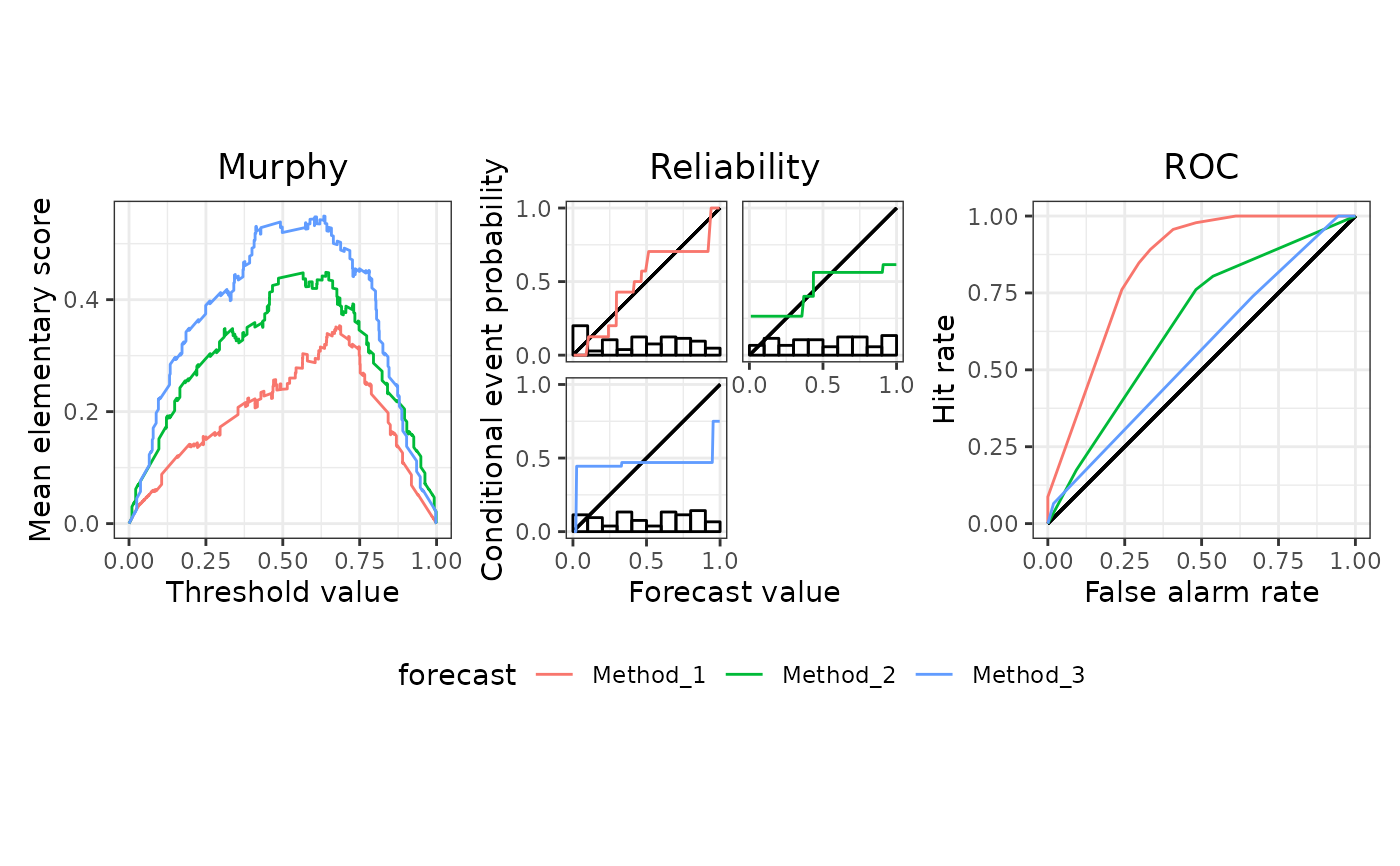 Murphy
Reliability
ROC
Mean elementary score
0.4
0.2
0.0
0.00 0.25 0.50 0.75 1.00
Threshold value
Conditional event probability
1.0
0.5
0.0
0.0 0.5 1.0
1.0
0.5
0.0
0.0 0.5 1.0
Forecast value
Hit rate
1.00
0.75
0.50
0.25
0.00
0.00 0.25 0.50 0.75 1.00
False alarm rate
forecast Method_1 Method_2 Method_3